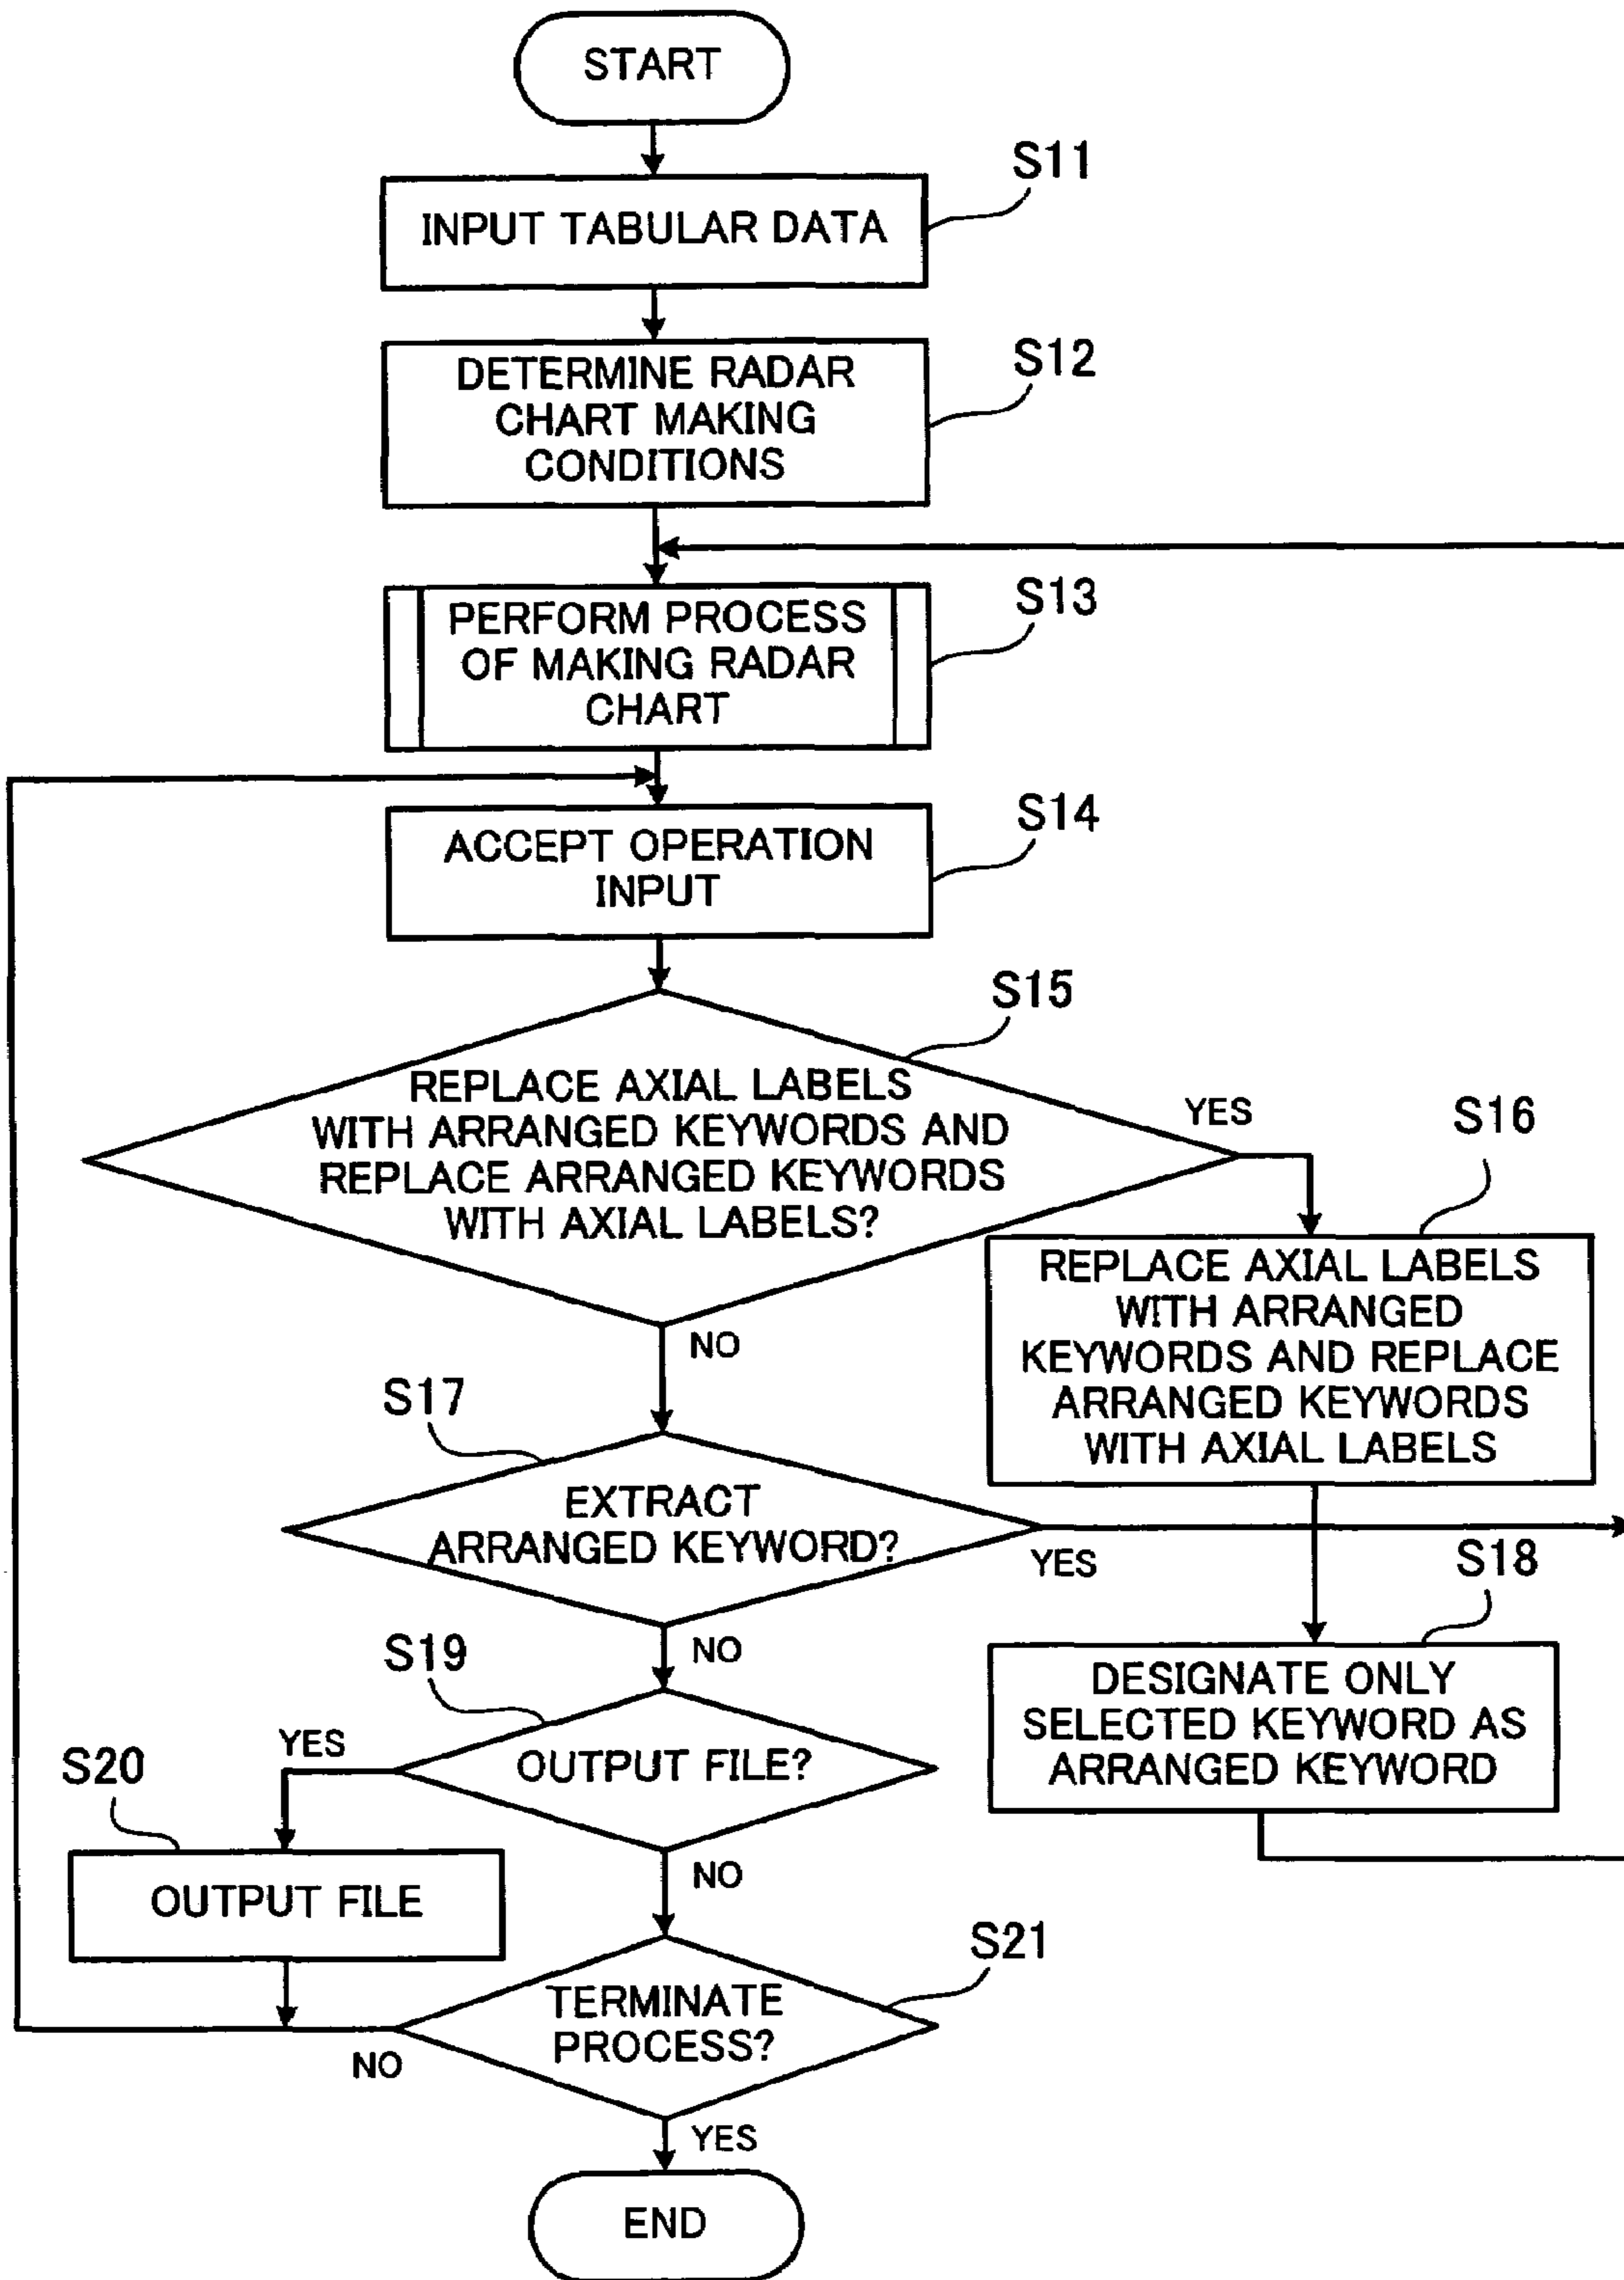 START
S11
INPUT TABULAR DATA
S12
DETERMINE RADAR
CHART MAKING
CONDITIONS
S13
PERFORM PROCESS
OF MAKING RADAR
CHART
S14
ACCEPT OPERATION
INPUT
S15
REPLACE AXIAL LABELS
WITH ARRANGED KEYWORDS AND
REPLACE ARRANGED KEYWORDS
WITH AXIAL LABELS?
YES
NO
S16
REPLACE AXIAL LABELS
WITH ARRANGED
KEYWORDS AND REPLACE
ARRANGED KEYWORDS
WITH AXIAL LABELS
S17
EXTRACT
ARRANGED KEYWORD?
YES
NO
S18
DESIGNATE ONLY
SELECTED KEYWORD AS
ARRANGED KEYWORD
S19
OUTPUT FILE?
YES
NO
S20
OUTPUT FILE
S21
TERMINATE
PROCESS?
NO
YES
END